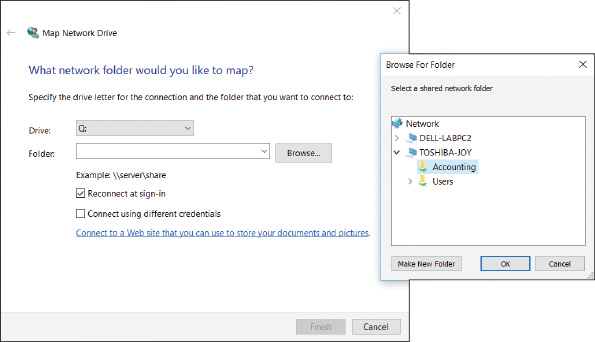 Map Network Drive
What network folder would you like to map?
Specify the drive letter for the connection and the folder that you want to connect to:
Drive: Q:
Folder: Browse...
Example: \\server\share
Reconnect at sign-in
Connect using different credentials
Connect to a Web site that you can use to store your documents and pictures.
Finish Cancel
Browse For Folder
Select a shared network folder
Network
DELL-LABPC2
TOSHIBA-JOY
Accounting
Users
Make New Folder OK Cancel